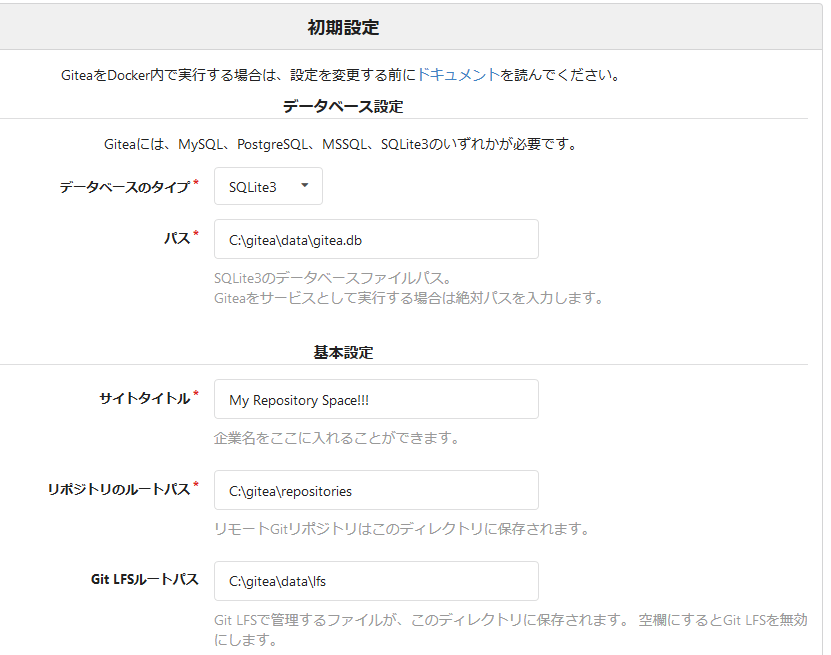 初期設定
GiteaをDocker内で実行する場合は、設定を変更する前にドキュメントを読んでください。
データベース設定
Giteaには、MySQL、PostgreSQL、MSSQL、SQLite3のいずれかが必要です。
データベースのタイプ*
SQLite3
パス*
C:\gitea\data\gitea.db
SQLite3のデータベースファイルパス。
Giteaをサービスとして実行する場合は絶対パスを入力します。
基本設定
サイトタイトル*
My Repository Space!!!
企業名をここに入れることができます。
リポジトリのルートパス*
C:\gitea\repositories
リモートGitリポジトリはこのディレクトリに保存されます。
Git LFSルートパス
C:\gitea\data\lfs
Git LFSで管理するファイルが、このディレクトリに保存されます。 空欄にするとGit LFSを無効
にします。